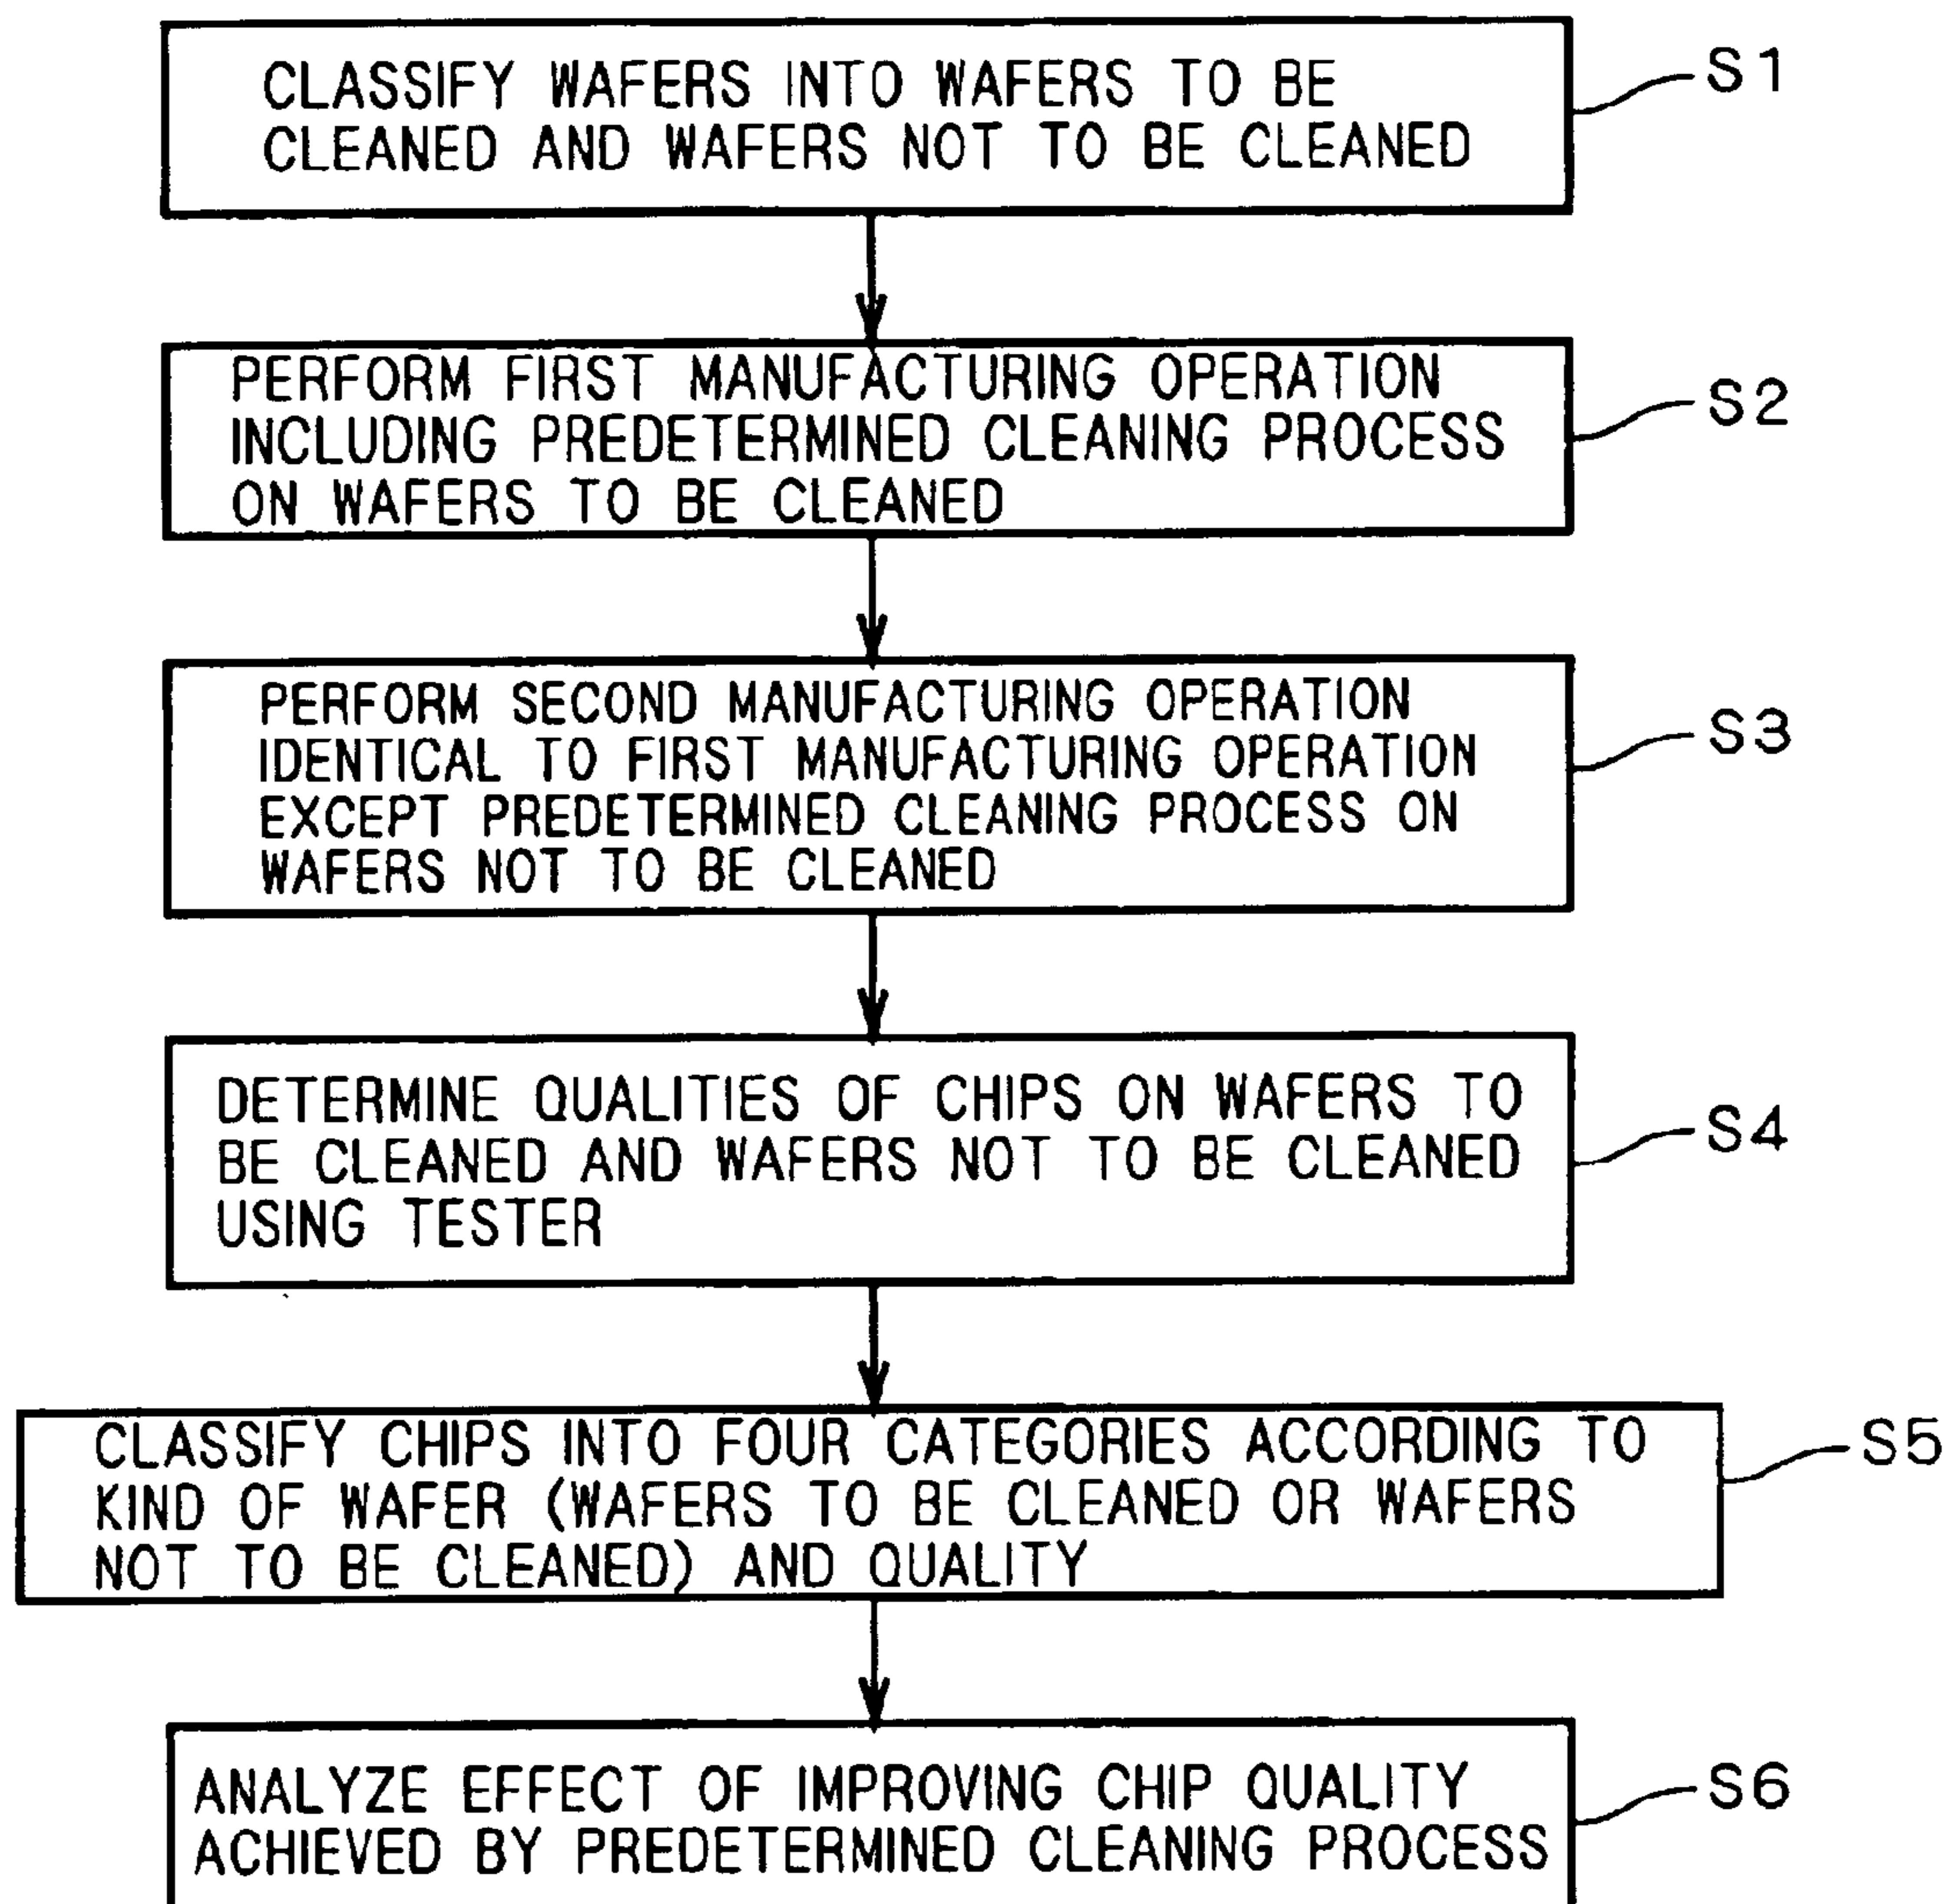 CLASSIFY WAFERS INTO WAFERS TO BE
CLEANED AND WAFERS NOT TO BE CLEANED
S1
PERFORM FIRST MANUFACTURING OPERATION
INCLUDING PREDETERMINED CLEANING PROCESS
ON WAFERS TO BE CLEANED
S2
PERFORM SECOND MANUFACTURING OPERATION
IDENTICAL TO FIRST MANUFACTURING OPERATION
EXCEPT PREDETERMINED CLEANING PROCESS ON
WAFERS NOT TO BE CLEANED
S3
DETERMINE QUALITIES OF CHIPS ON WAFERS TO
BE CLEANED AND WAFERS NOT TO BE CLEANED
USING TESTER
S4
CLASSIFY CHIPS INTO FOUR CATEGORIES ACCORDING TO
KIND OF WAFER (WAFERS TO BE CLEANED OR WAFERS
NOT TO BE CLEANED) AND QUALITY
S5
ANALYZE EFFECT OF IMPROVING CHIP QUALITY
ACHIEVED BY PREDETERMINED CLEANING PROCESS
S6